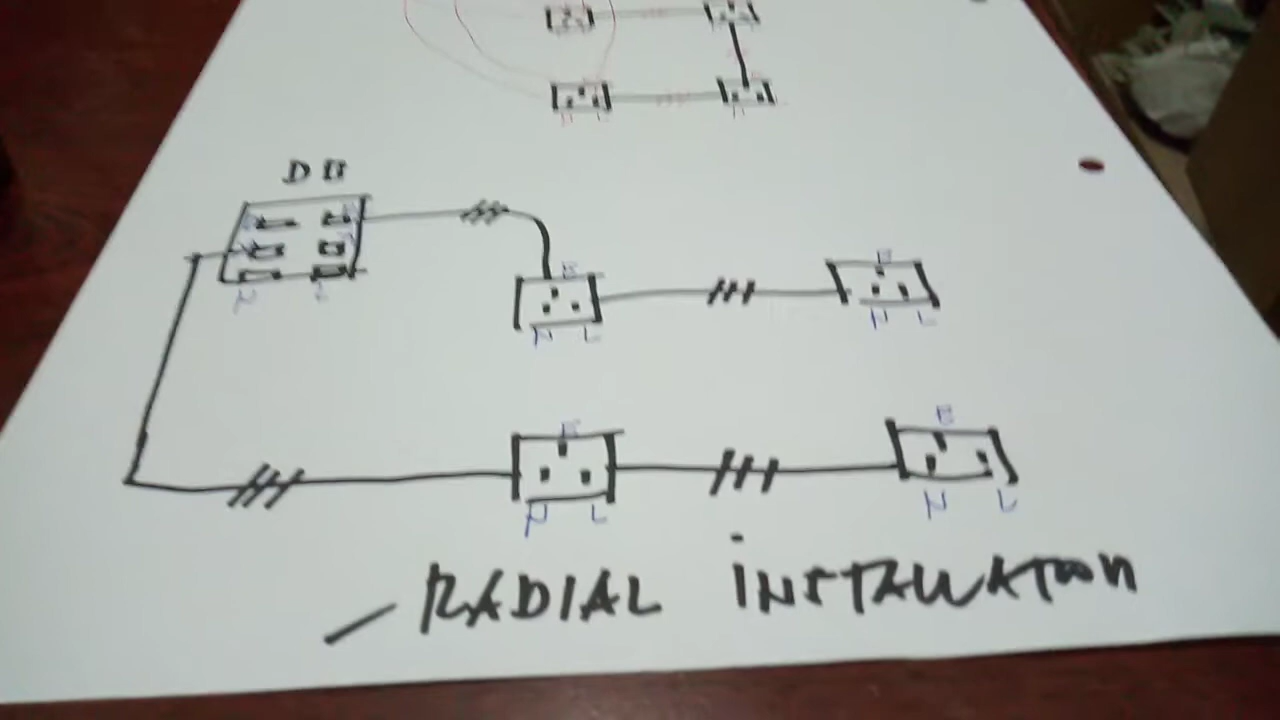 N L N
DB
E E
N L
N L N L
E E
N L N L
RADIAL INSTALLATION